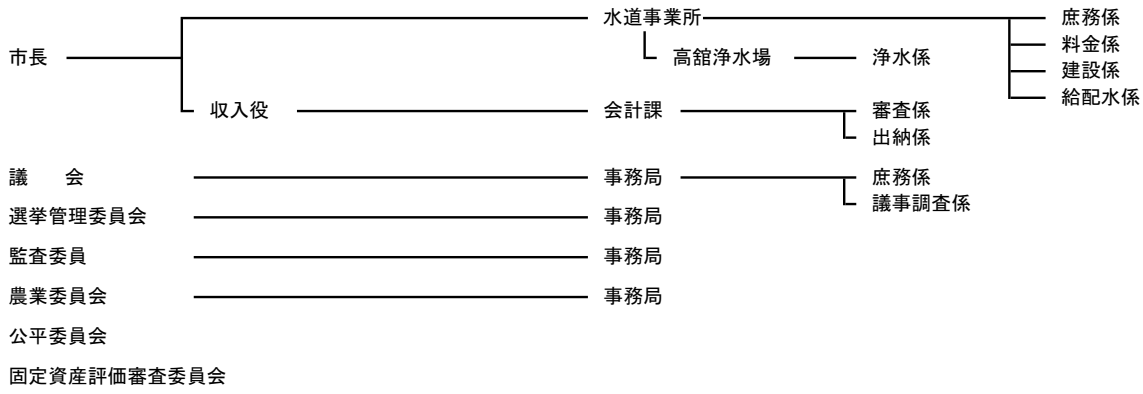 水道事業所 庶務係
料金係
市長 高舘浄水場 浄水係
建設係
給配水係
収入役 会計課 審査係
出納係
議　会 事務局 庶務係
議事調査係
選挙管理委員会 事務局
監査委員 事務局
農業委員会 事務局
公平委員会
固定資産評価審査委員会